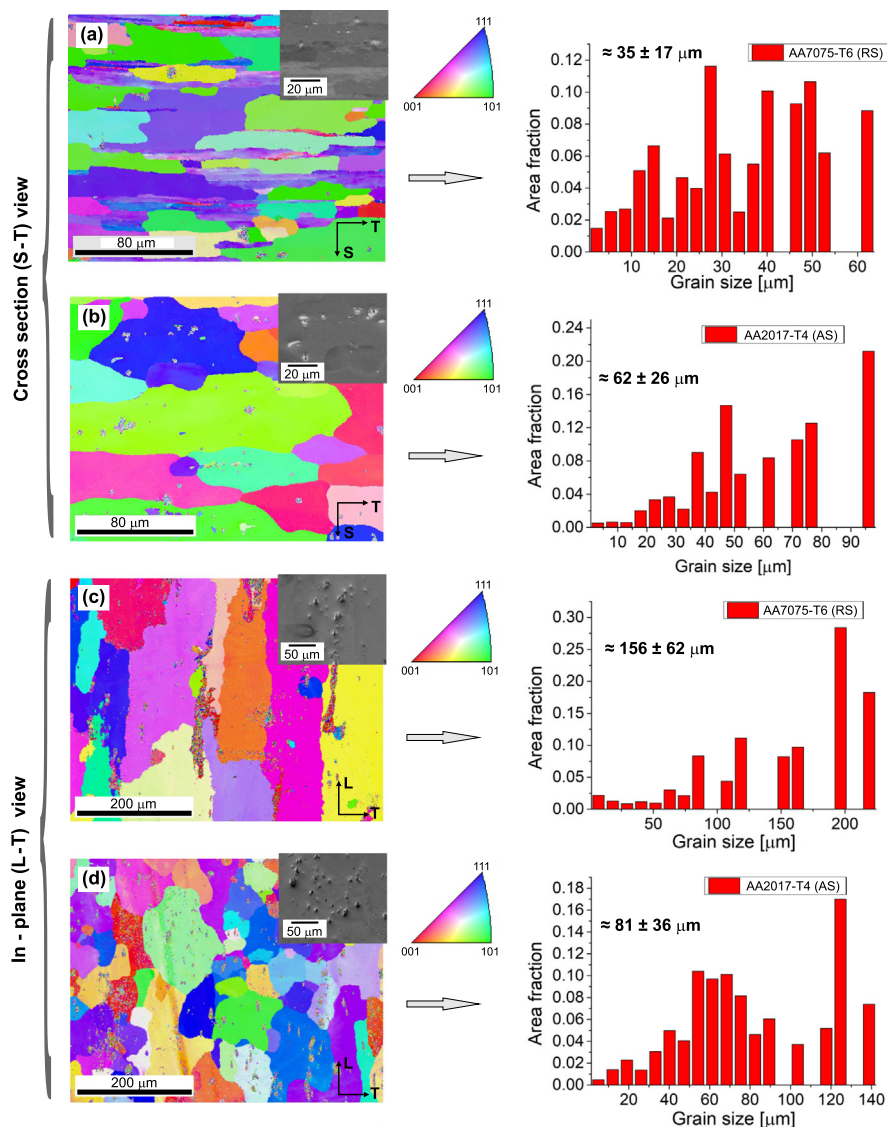 Cross section (S-T) view
(a)
20 μm
80 μm
T
S
111
001
101
≈ 35 ± 17 μm
AA7075-T6 (RS)
Area fraction
0.12
0.10
0.08
0.06
0.04
0.02
0.00
10 20 30 40 50 60
Grain size [μm]
(b)
20 μm
80 μm
T
S
111
001
101
≈ 62 ± 26 μm
AA2017-T4 (AS)
Area fraction
0.24
0.20
0.16
0.12
0.08
0.04
0.00
10 20 30 40 50 60 70 80 90
Grain size [μm]
In - plane (L-T) view
(c)
50 μm
200 μm
L
T
111
001
101
≈ 156 ± 62 μm
AA7075-T6 (RS)
Area fraction
0.30
0.25
0.20
0.15
0.10
0.05
0.00
50 100 150 200
Grain size [μm]
(d)
50 μm
200 μm
L
T
111
001
101
≈ 81 ± 36 μm
AA2017-T4 (AS)
Area fraction
0.18
0.16
0.14
0.12
0.10
0.08
0.06
0.04
0.02
0.00
20 40 60 80 100 120 140
Grain size [μm]